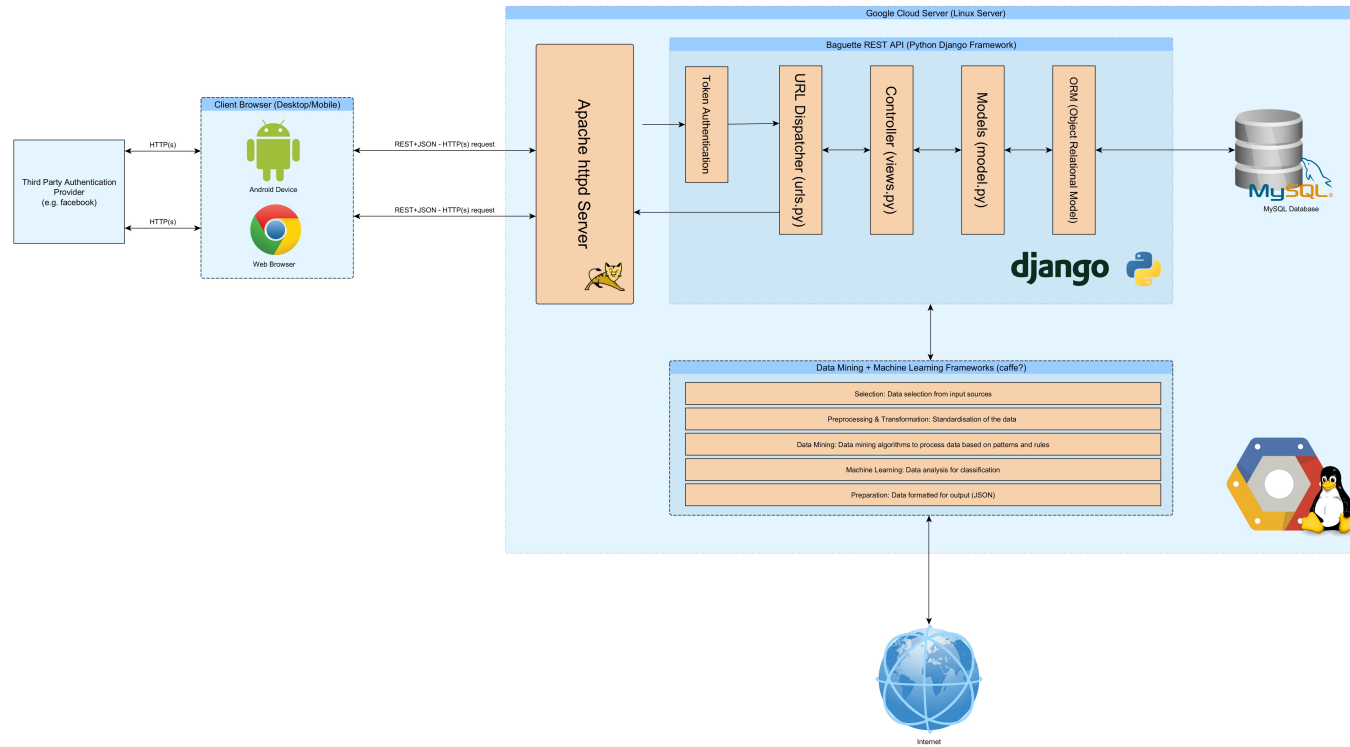 Google Cloud Server (Linux Server)
Baguette REST API (Python Django Framework)
Client Browser (Desktop/Mobile)
Third Party Authentication
Provider
(e.g. facebook)
HTTP(s)
HTTP(s)
Android Device
Web Browser
REST+JSON - HTTP(s) request
REST+JSON - HTTP(s) request
Apache httpd Server
Token Authentication
URL Dispatcher (urls.py)
Controller (views.py)
Models (model.py)
ORM (Object Relational Model)
django
MySQL
MySQL Database
Data Mining + Machine Learning Frameworks (caffe?)
Selection: Data selection from input sources
Preprocessing & Transformation: Standardisation of the data
Data Mining: Data mining algorithms to process data based on patterns and rules
Machine Learning: Data analysis for classification
Preparation: Data formatted for output (JSON)
Internet